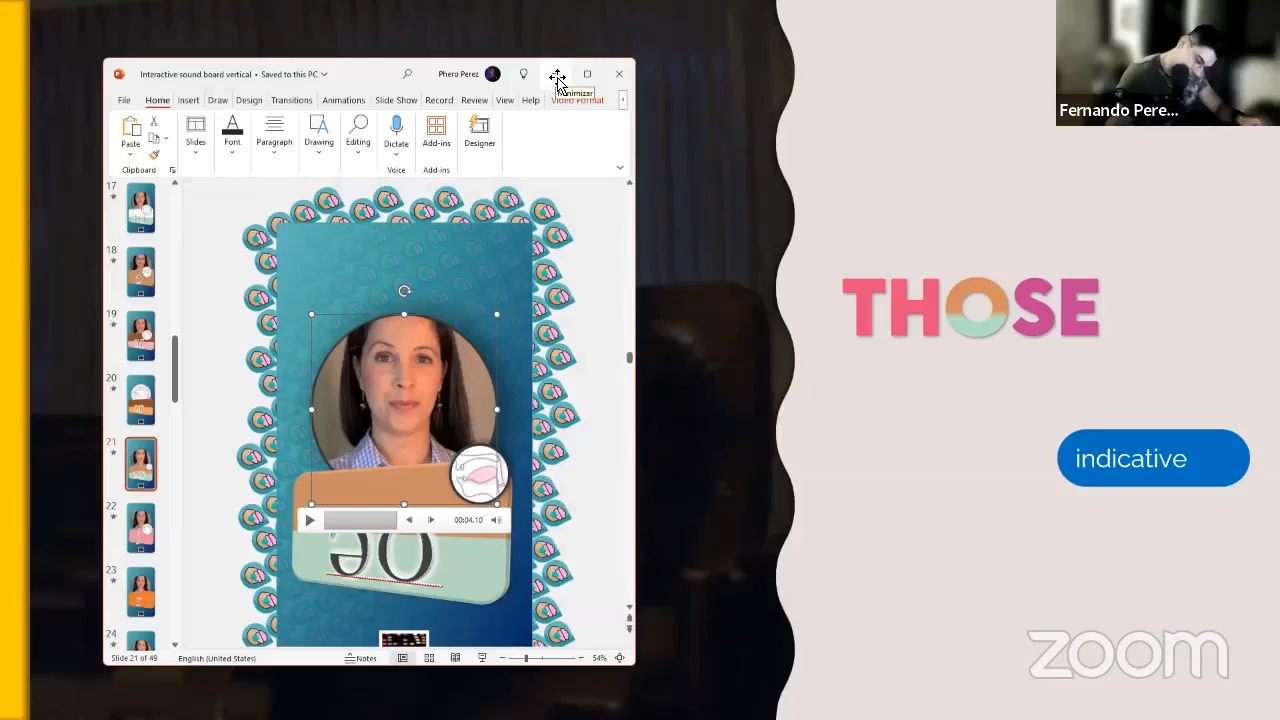 Interactive sound board vertical • Saved to this PC
Phero Perez
Minimizar
File Home Insert Draw Design Transitions Animations Slide Show Record Review View Help Video Format
Paste
Slides
Font
Paragraph
Drawing
Editing
Dictate
Add-ins
Designer
Clipboard
Voice
Add-ins
17
18
19
20
21
22
23
24
00:04.10
Slide 21 of 49
English (United States)
Notes
54%
Fernando Pere...
THOSE
indicative
zoom